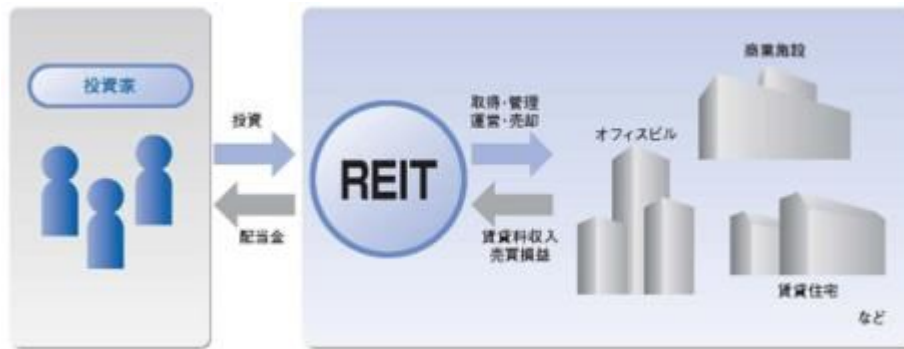 投資家
投資
配当金
REIT
取得・管理
運営・売却
賃貸料収入
売買損益
商業施設
オフィスビル
賃貸住宅
など